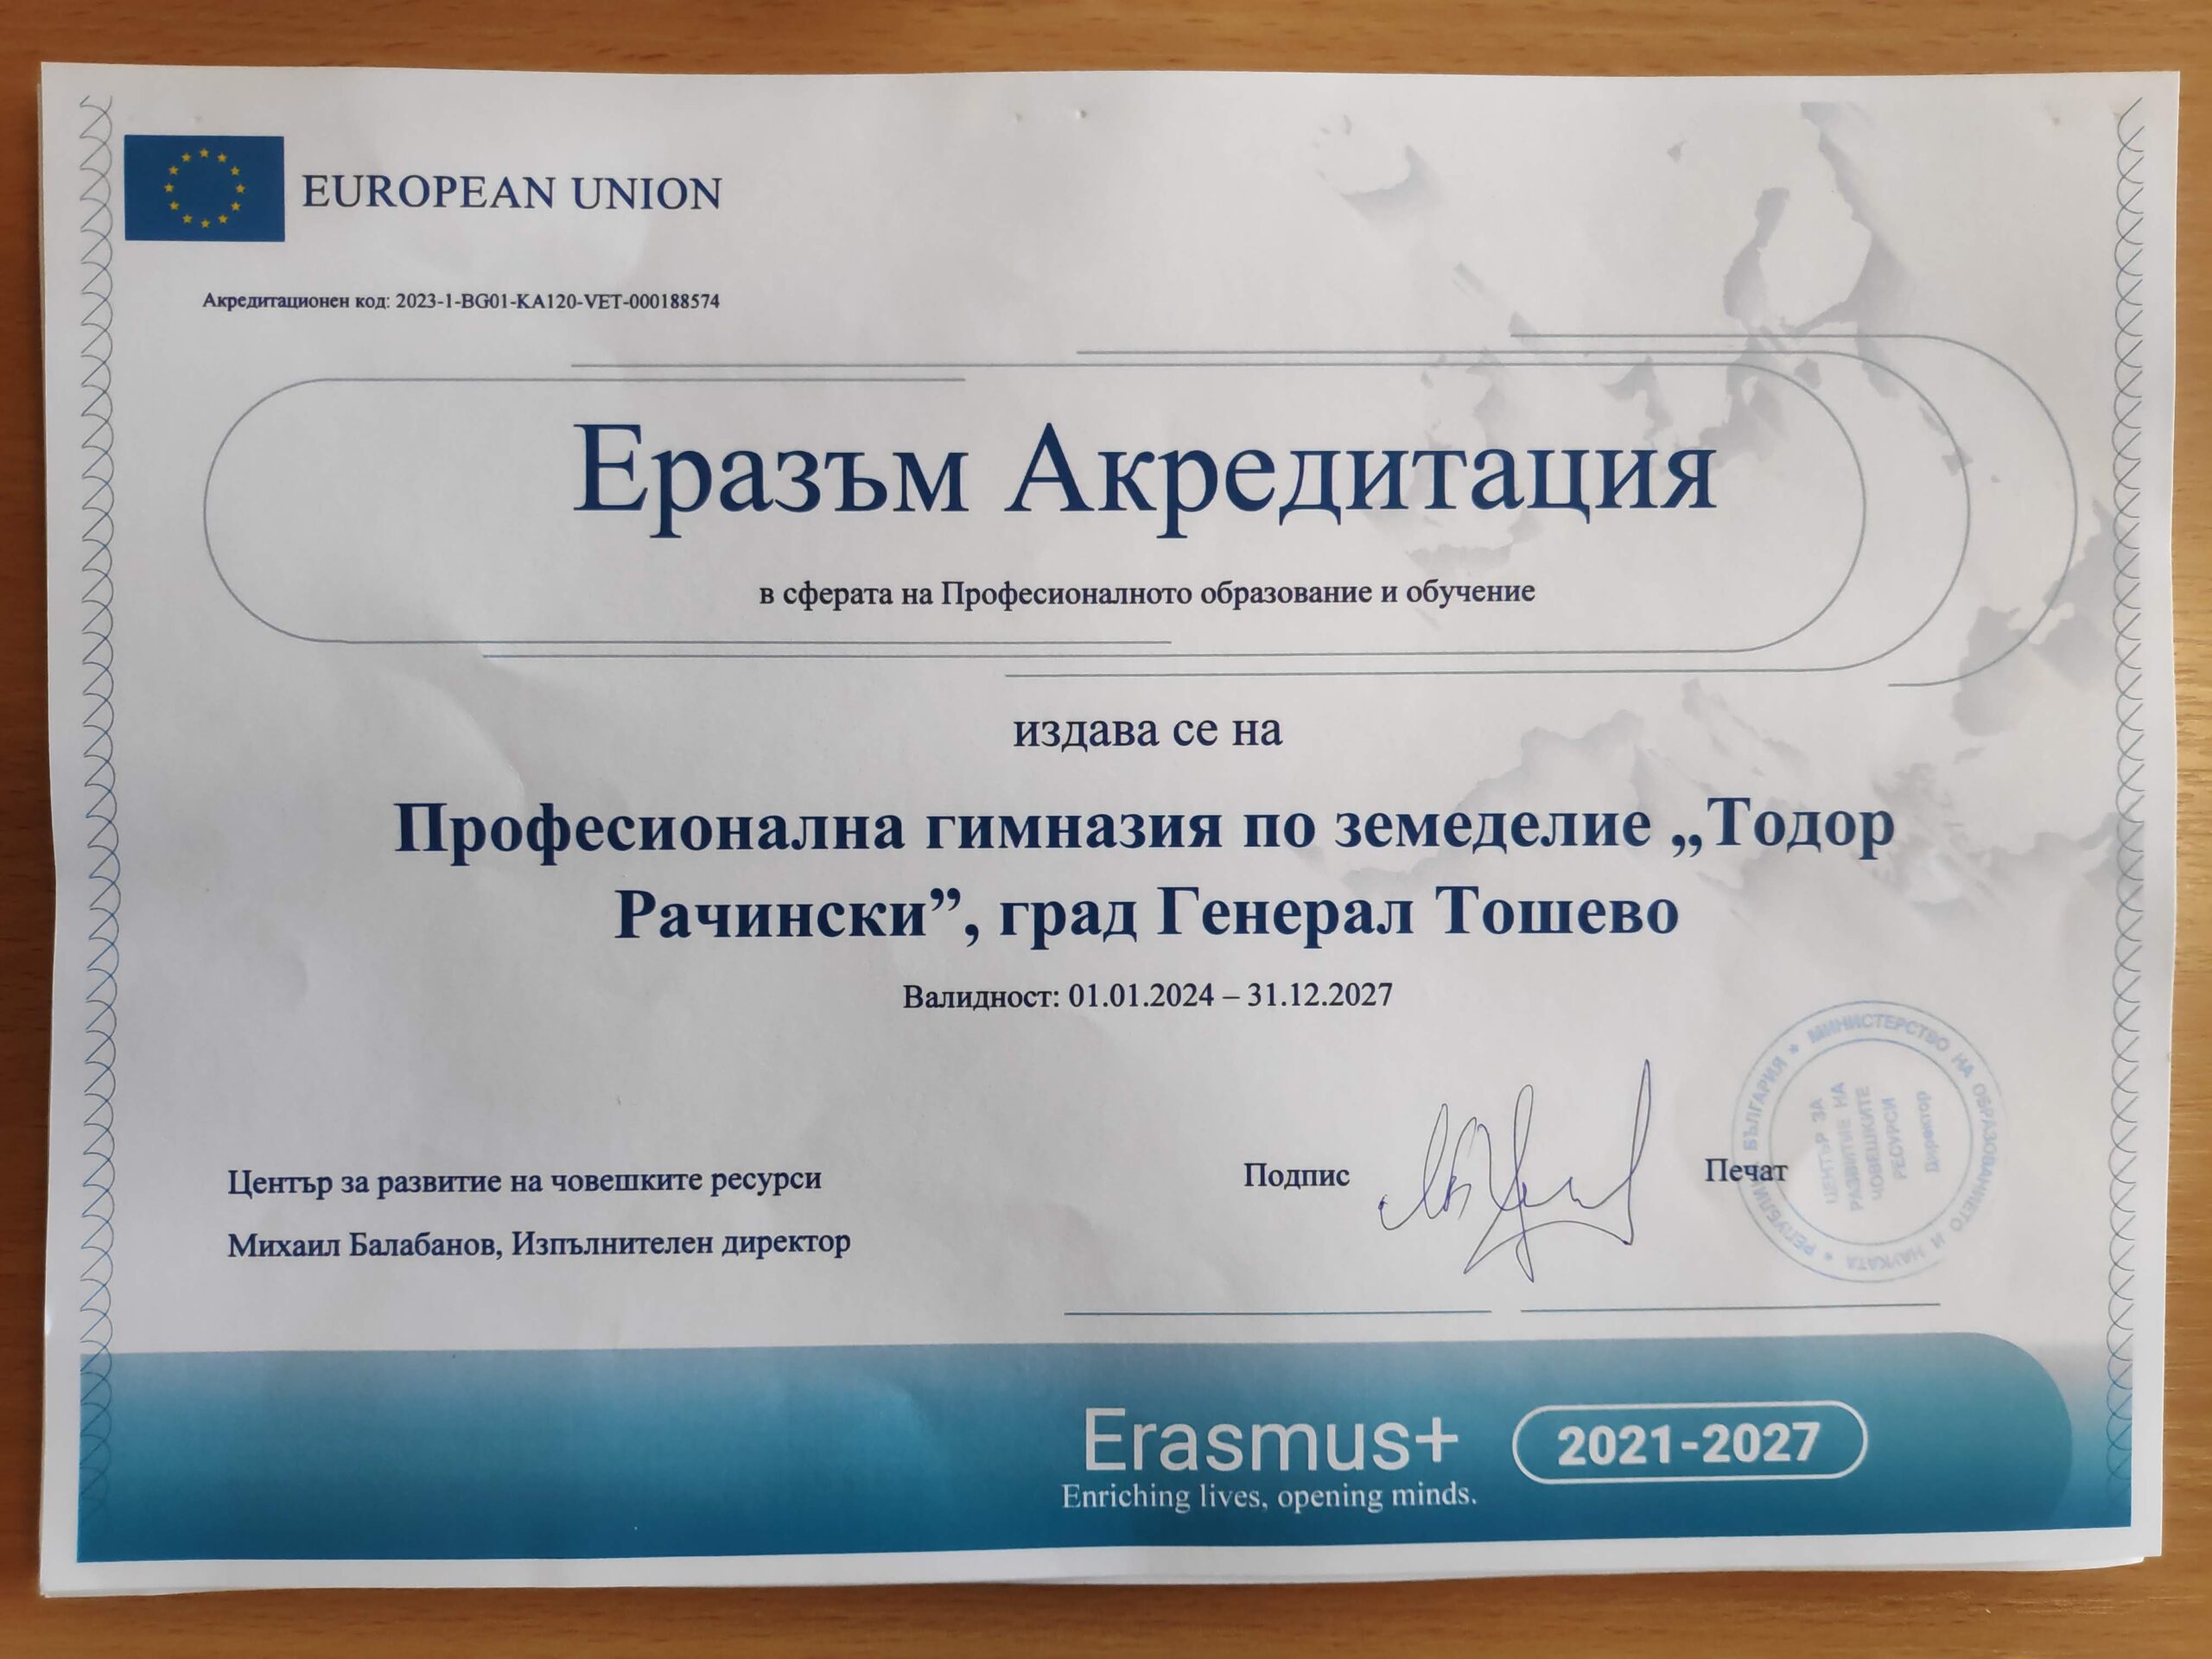 EUROPEAN UNION
Акредитационен код: 2023-1-BG01-KA120-VET-000188574
Еразъм Акредитация
в сферата на Професионалното образование и обучение
издава се на
Професионална гимназия по земеделие „Тодор
Рачински”, град Генерал Тошево
Валидност: 01.01.2024 – 31.12.2027
Център за развитие на човешките ресурси
Михаил Балабанов, Изпълнителен директор
Подпис
Печат
РЕПУБЛИКА БЪЛГАРИЯ * МИНИСТЕРСТВО НА ОБРАЗОВАНИЕТО И НАУКАТА *
ЦЕНТЪР ЗА
РАЗВИТИЕ НА
ЧОВЕШКИТЕ
РЕСУРСИ
Директор
Erasmus+
Enriching lives, opening minds.
2021-2027